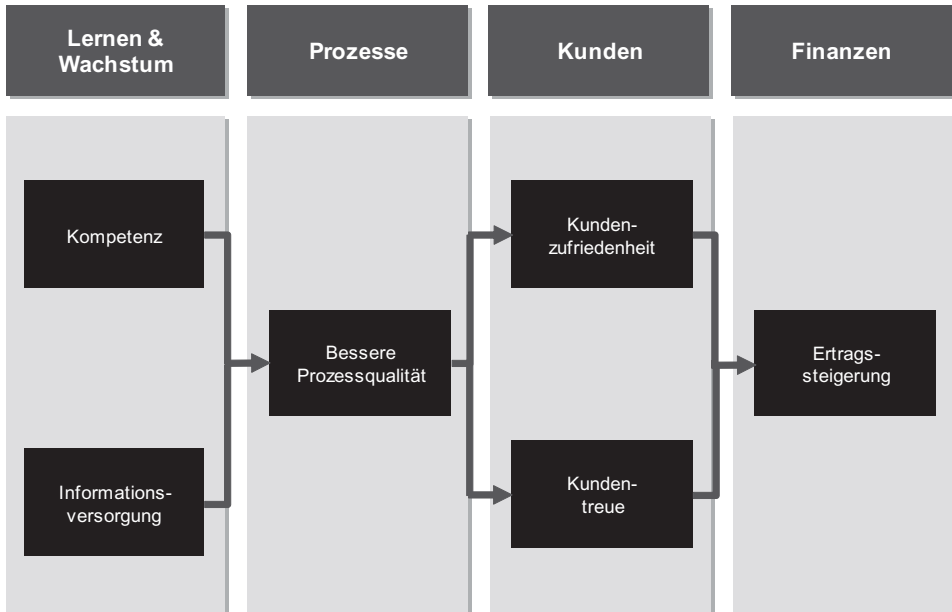 Lernen &
Wachstum
Prozesse
Kunden
Finanzen
Kompetenz
Informations-
versorgung
Bessere
Prozessqualität
Kunden-
zufriedenheit
Kunden-
treue
Ertrags-
steigerung